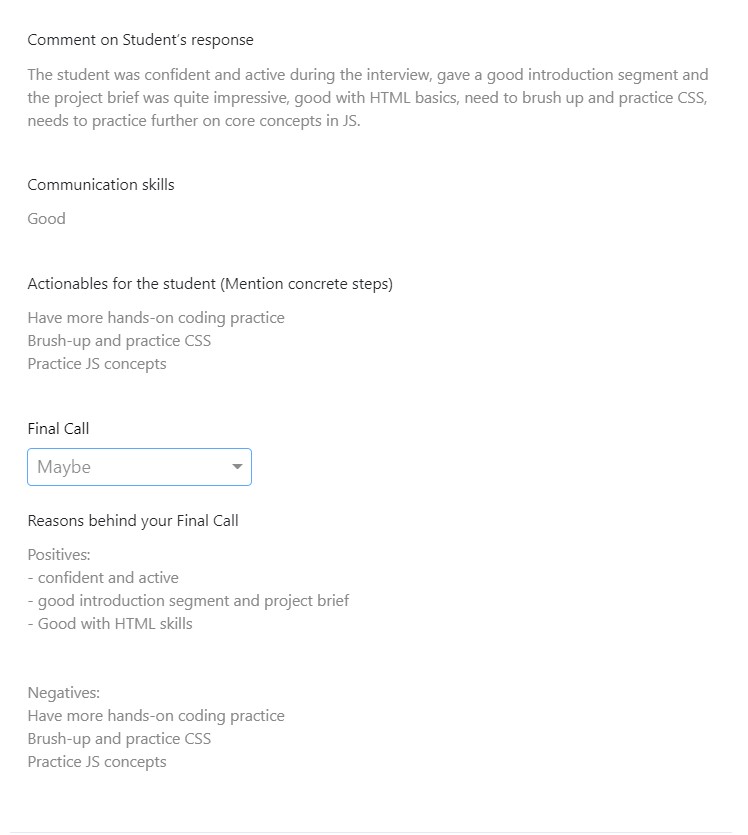 Comment on Student's response
The student was confident and active during the interview, gave a good introduction segment and
the project brief was quite impressive, good with HTML basics, need to brush up and practice CSS,
needs to practice further on core concepts in JS.
Communication skills
Good
Actionables for the student (Mention concrete steps)
Have more hands-on coding practice
Brush-up and practice CSS
Practice JS concepts
Final Call
Maybe
Reasons behind your Final Call
Positives:
- confident and active
- good introduction segment and project brief
- Good with HTML skills
Negatives:
Have more hands-on coding practice
Brush-up and practice CSS
Practice JS concepts